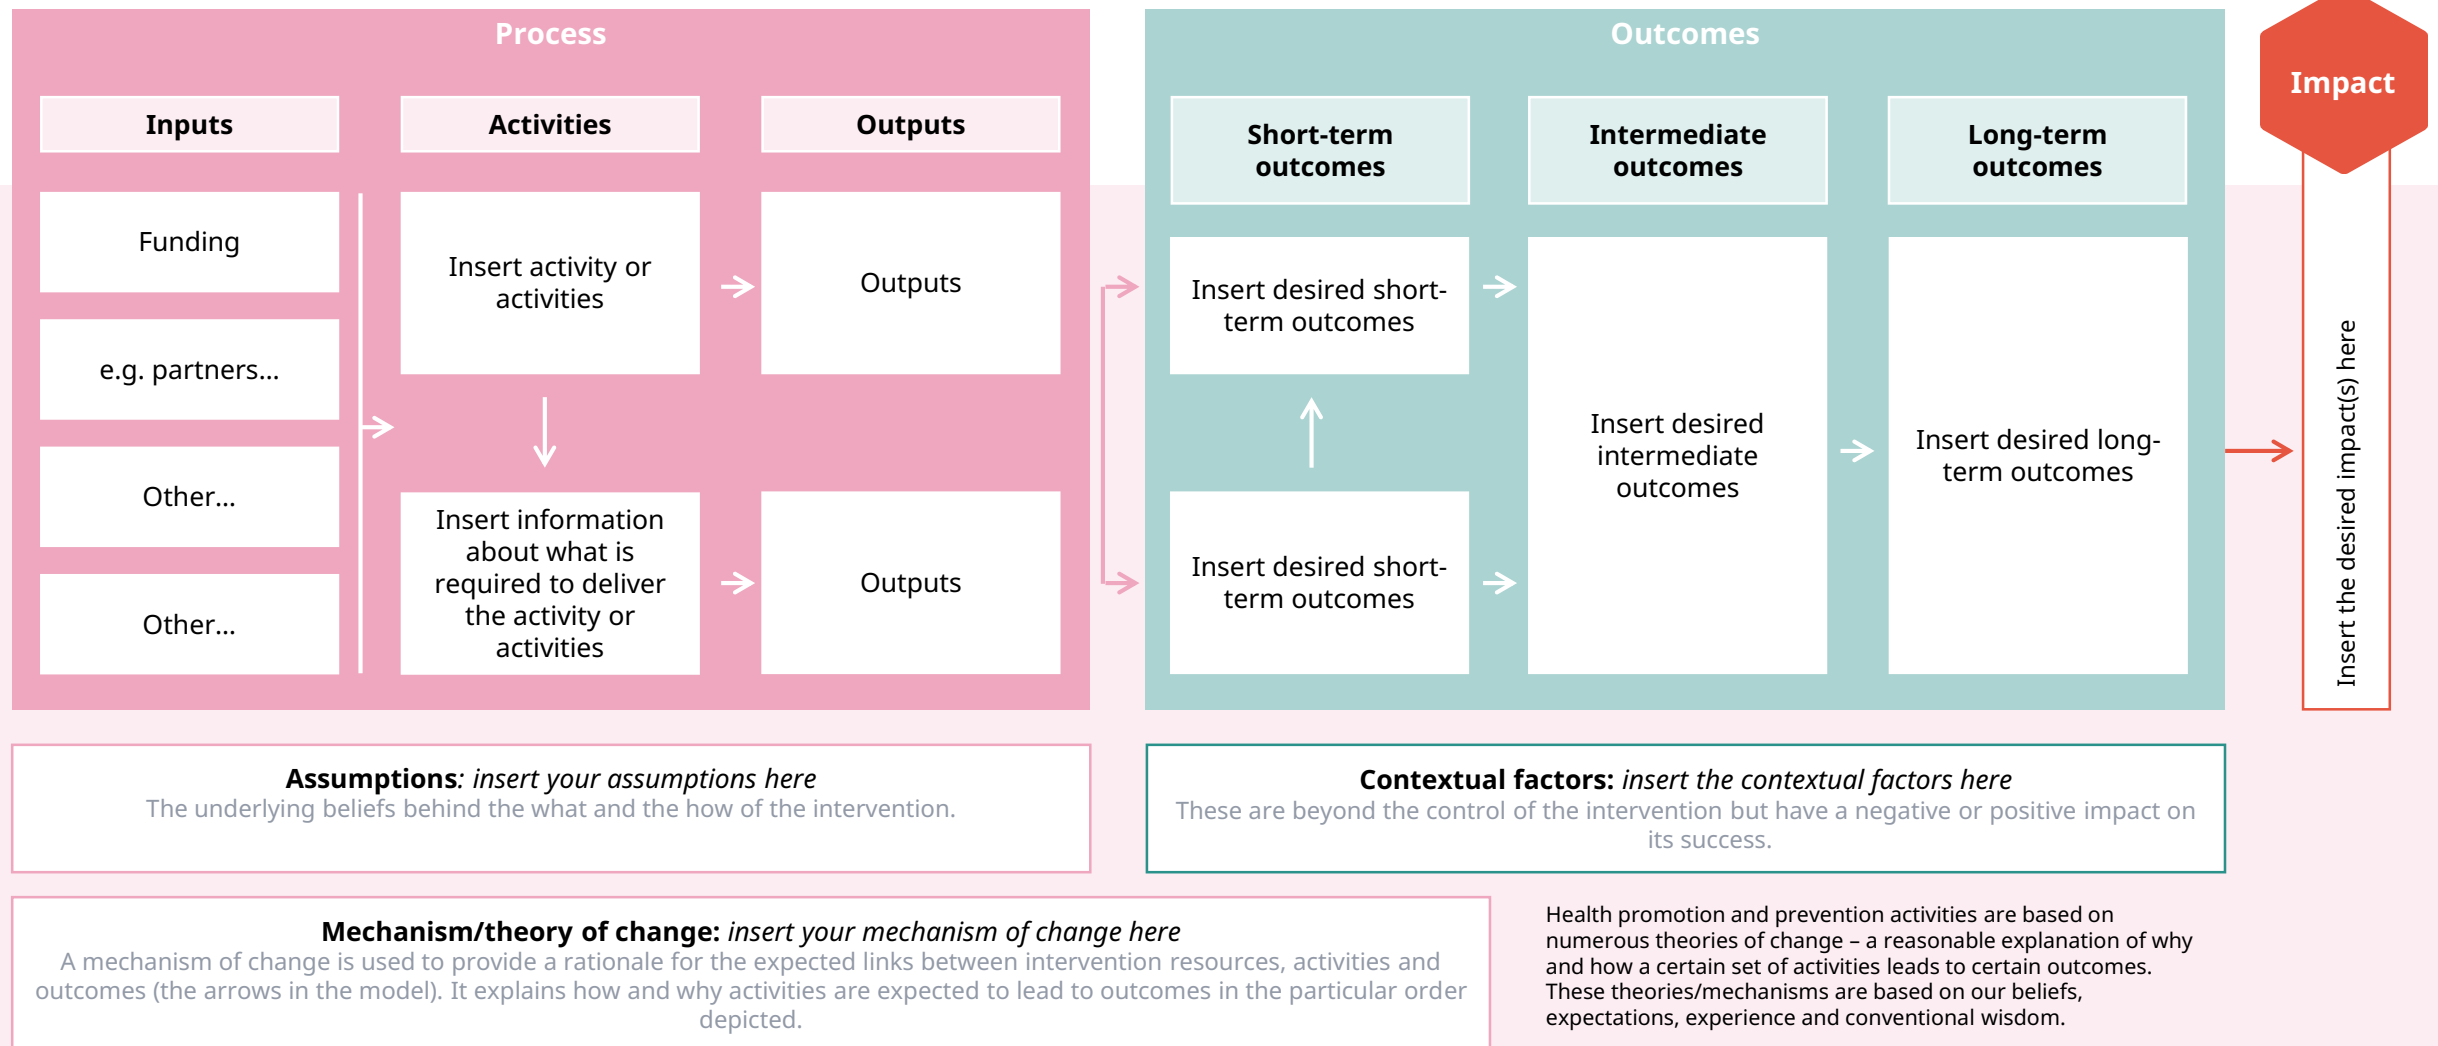 Process
Inputs
Activities
Outputs
Funding
e.g. partners...
Other...
Other...
Insert activity or
activities
Insert information
about what is
required to deliver
the activity or
activities
Outputs
Outputs
Outcomes
Short-term
outcomes
Intermediate
outcomes
Long-term
outcomes
Insert desired short-
term outcomes
Insert desired short-
term outcomes
Insert desired
intermediate
outcomes
Insert desired long-
term outcomes
Impact
Insert the desired impact(s) here
Assumptions: insert your assumptions here
The underlying beliefs behind the what and the how of the intervention.
Contextual factors: insert the contextual factors here
These are beyond the control of the intervention but have a negative or positive impact on
its success.
Mechanism/theory of change: insert your mechanism of change here
A mechanism of change is used to provide a rationale for the expected links between intervention resources, activities and
outcomes (the arrows in the model). It explains how and why activities are expected to lead to outcomes in the particular order
depicted.
Health promotion and prevention activities are based on
numerous theories of change – a reasonable explanation of why
and how a certain set of activities leads to certain outcomes.
These theories/mechanisms are based on our beliefs,
expectations, experience and conventional wisdom.